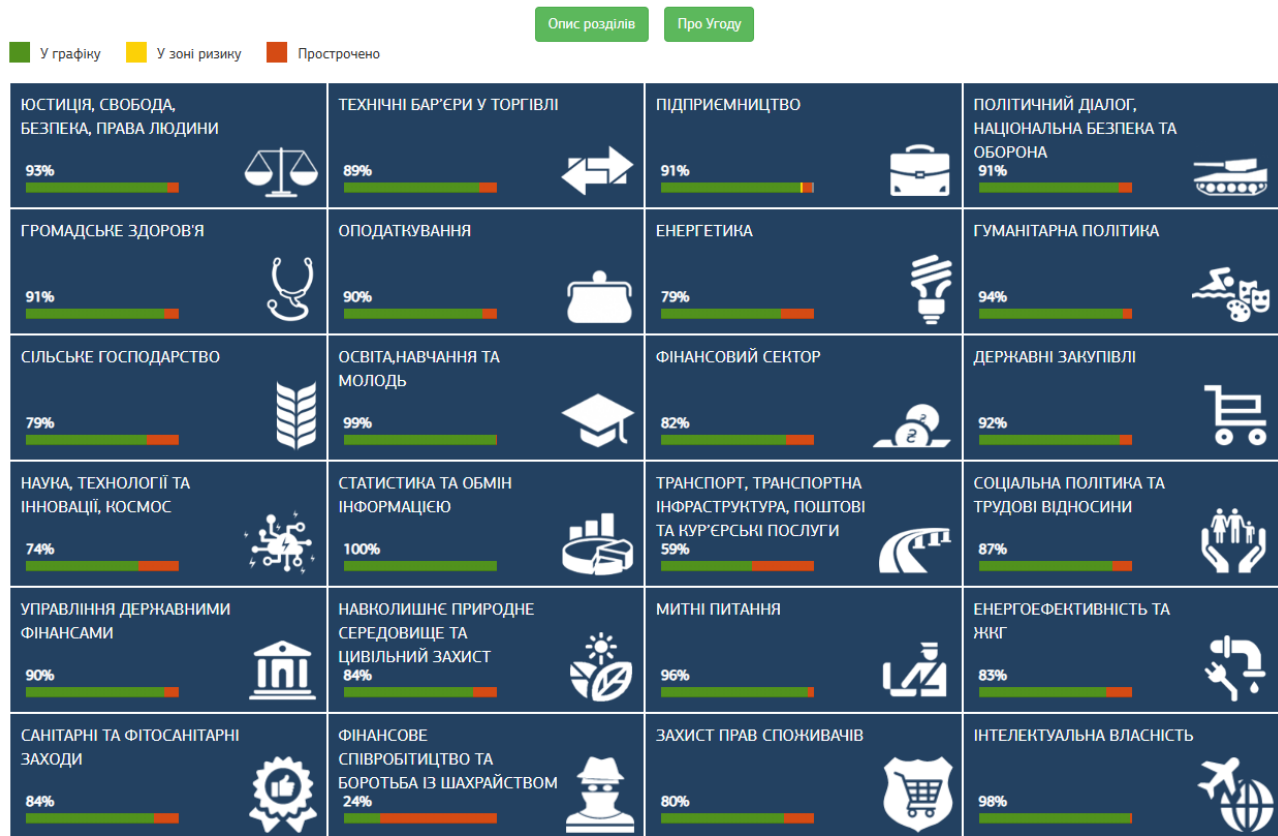 Опис розділів
Про Угоду
У графіку
У зоні ризику
Прострочено
ЮСТИЦІЯ, СВОБОДА,
БЕЗПЕКА, ПРАВА ЛЮДИНИ
93%
ТЕХНІЧНІ БАР'ЄРИ У ТОРГІВЛІ
89%
ПІДПРИЄМНИЦТВО
91%
ПОЛІТИЧНИЙ ДІАЛОГ,
НАЦІОНАЛЬНА БЕЗПЕКА ТА
ОБОРОНА
91%
ГРОМАДСЬКЕ ЗДОРОВ'Я
91%
ОПОДАТКУВАННЯ
90%
ЕНЕРГЕТИКА
79%
ГУМАНІТАРНА ПОЛІТИКА
94%
СІЛЬСЬКЕ ГОСПОДАРСТВО
79%
ОСВІТА,НАВЧАННЯ ТА
МОЛОДЬ
99%
ФІНАНСОВИЙ СЕКТОР
82%
ДЕРЖАВНІ ЗАКУПІВЛІ
92%
НАУКА, ТЕХНОЛОГІЇ ТА
ІННОВАЦІЇ, КОСМОС
74%
СТАТИСТИКА ТА ОБМІН
ІНФОРМАЦІЄЮ
100%
ТРАНСПОРТ, ТРАНСПОРТНА
ІНФРАСТРУКТУРА, ПОШТОВІ
ТА КУР'ЄРСЬКІ ПОСЛУГИ
59%
СОЦІАЛЬНА ПОЛІТИКА ТА
ТРУДОВІ ВІДНОСИНИ
87%
УПРАВЛІННЯ ДЕРЖАВНИМИ
ФІНАНСАМИ
90%
НАВКОЛИШНЄ ПРИРОДНЕ
СЕРЕДОВИЩЕ ТА
ЦИВІЛЬНИЙ ЗАХИСТ
84%
МИТНІ ПИТАННЯ
96%
ЕНЕРГОЕФЕКТИВНІСТЬ ТА
ЖКГ
83%
САНІТАРНІ ТА ФІТОСАНІТАРНІ
ЗАХОДИ
84%
ФІНАНСОВЕ
СПІВРОБІТИЦТВО ТА
БОРОТЬБА ІЗ ШАХРАЙСТВОМ
24%
ЗАХИСТ ПРАВ СПОЖИВАЧІВ
80%
ІНТЕЛЕКТУАЛЬНА ВЛАСНІСТЬ
98%